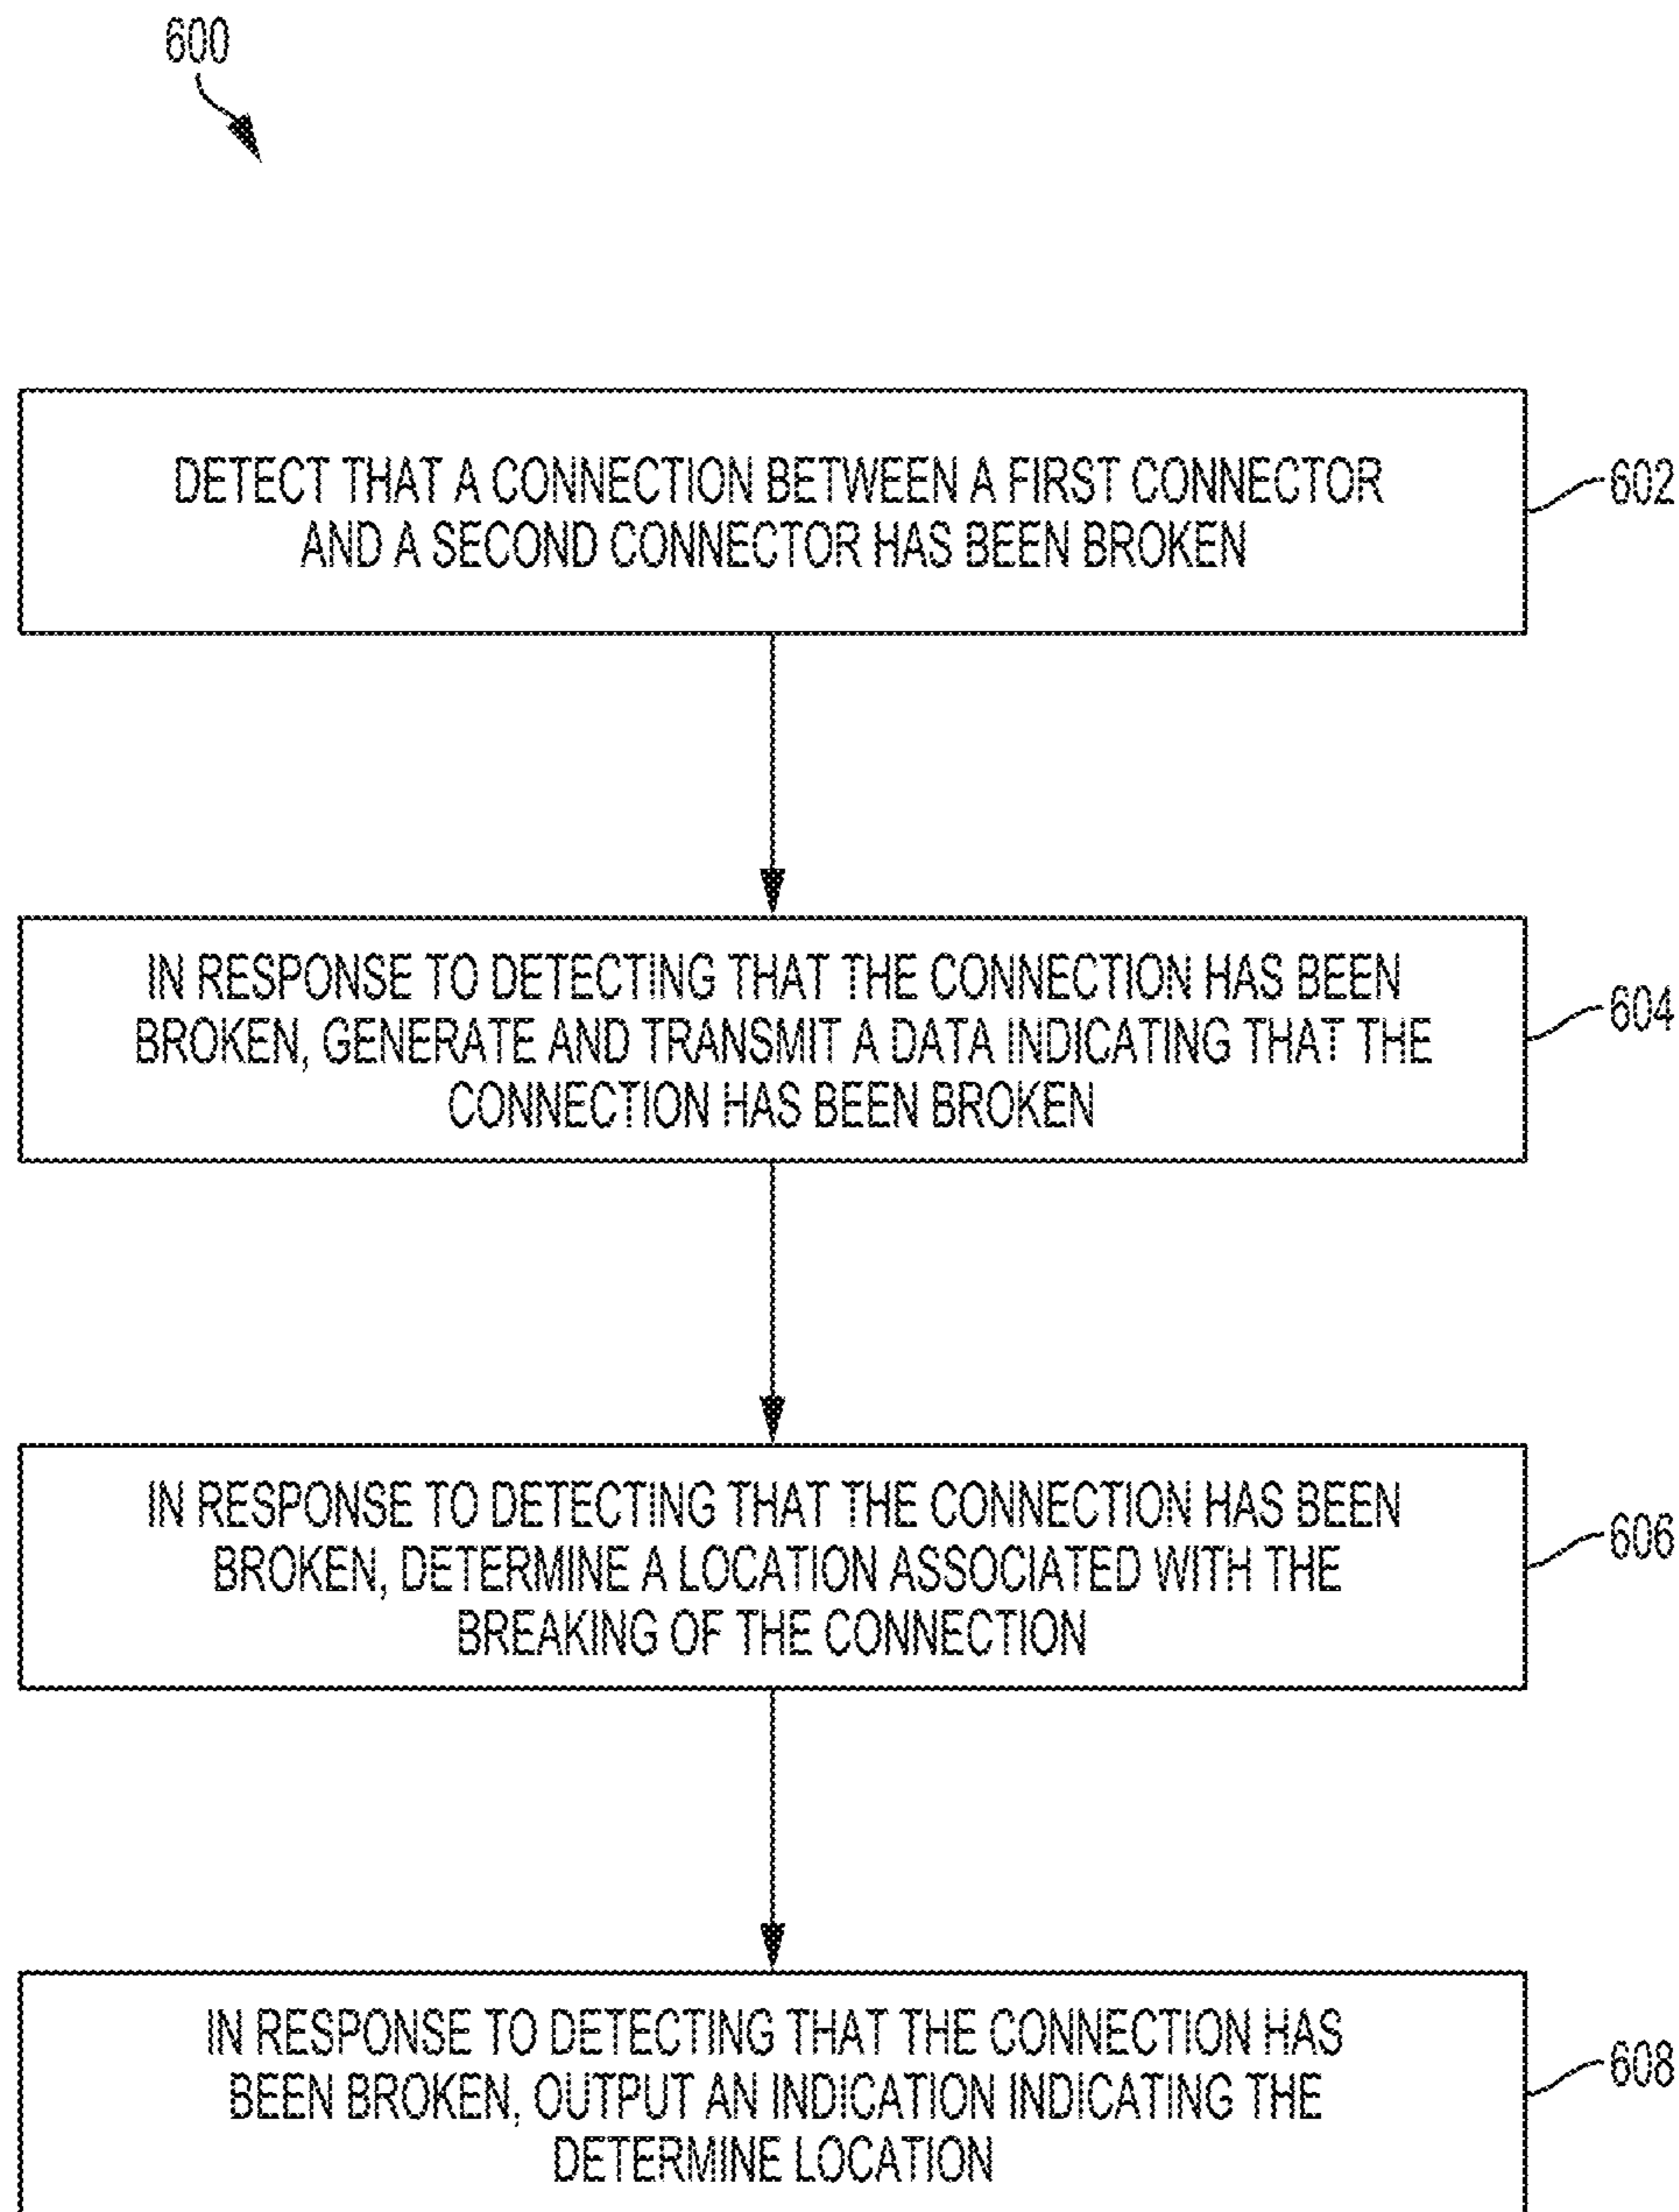 600
DETECT THAT A CONNECTION BETWEEN A FIRST CONNECTOR
AND A SECOND CONNECTOR HAS BEEN BROKEN
602
IN RESPONSE TO DETECTING THAT THE CONNECTION HAS BEEN
BROKEN, GENERATE AND TRANSMIT A DATA INDICATING THAT THE
CONNECTION HAS BEEN BROKEN
604
IN RESPONSE TO DETECTING THAT THE CONNECTION HAS BEEN
BROKEN, DETERMINE A LOCATION ASSOCIATED WITH THE
BREAKING OF THE CONNECTION
606
IN RESPONSE TO DETECTING THAT THE CONNECTION HAS
BEEN BROKEN, OUTPUT AN INDICATION INDICATING THE
DETERMINE LOCATION
608